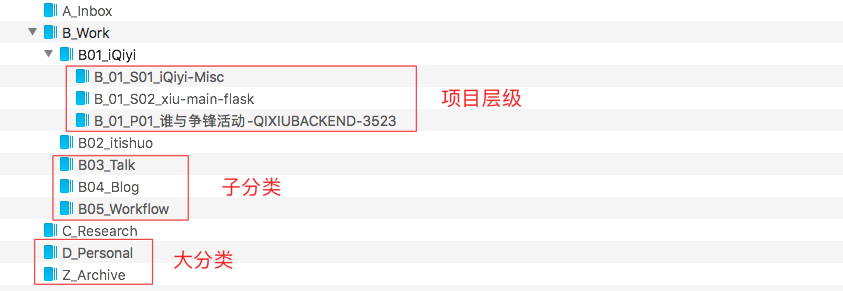 A_Inbox
B_Work
B01_iQiyi
B_01_S01_iQiyi-Misc
B_01_S02_xiu-main-flask
B_01_P01_谁与争锋活动-QIXIUBACKEND-3523
项目层级
B02_itishuo
B03_Talk
B04_Blog
B05_Workflow
子分类
C_Research
D_Personal
Z_Archive
大分类